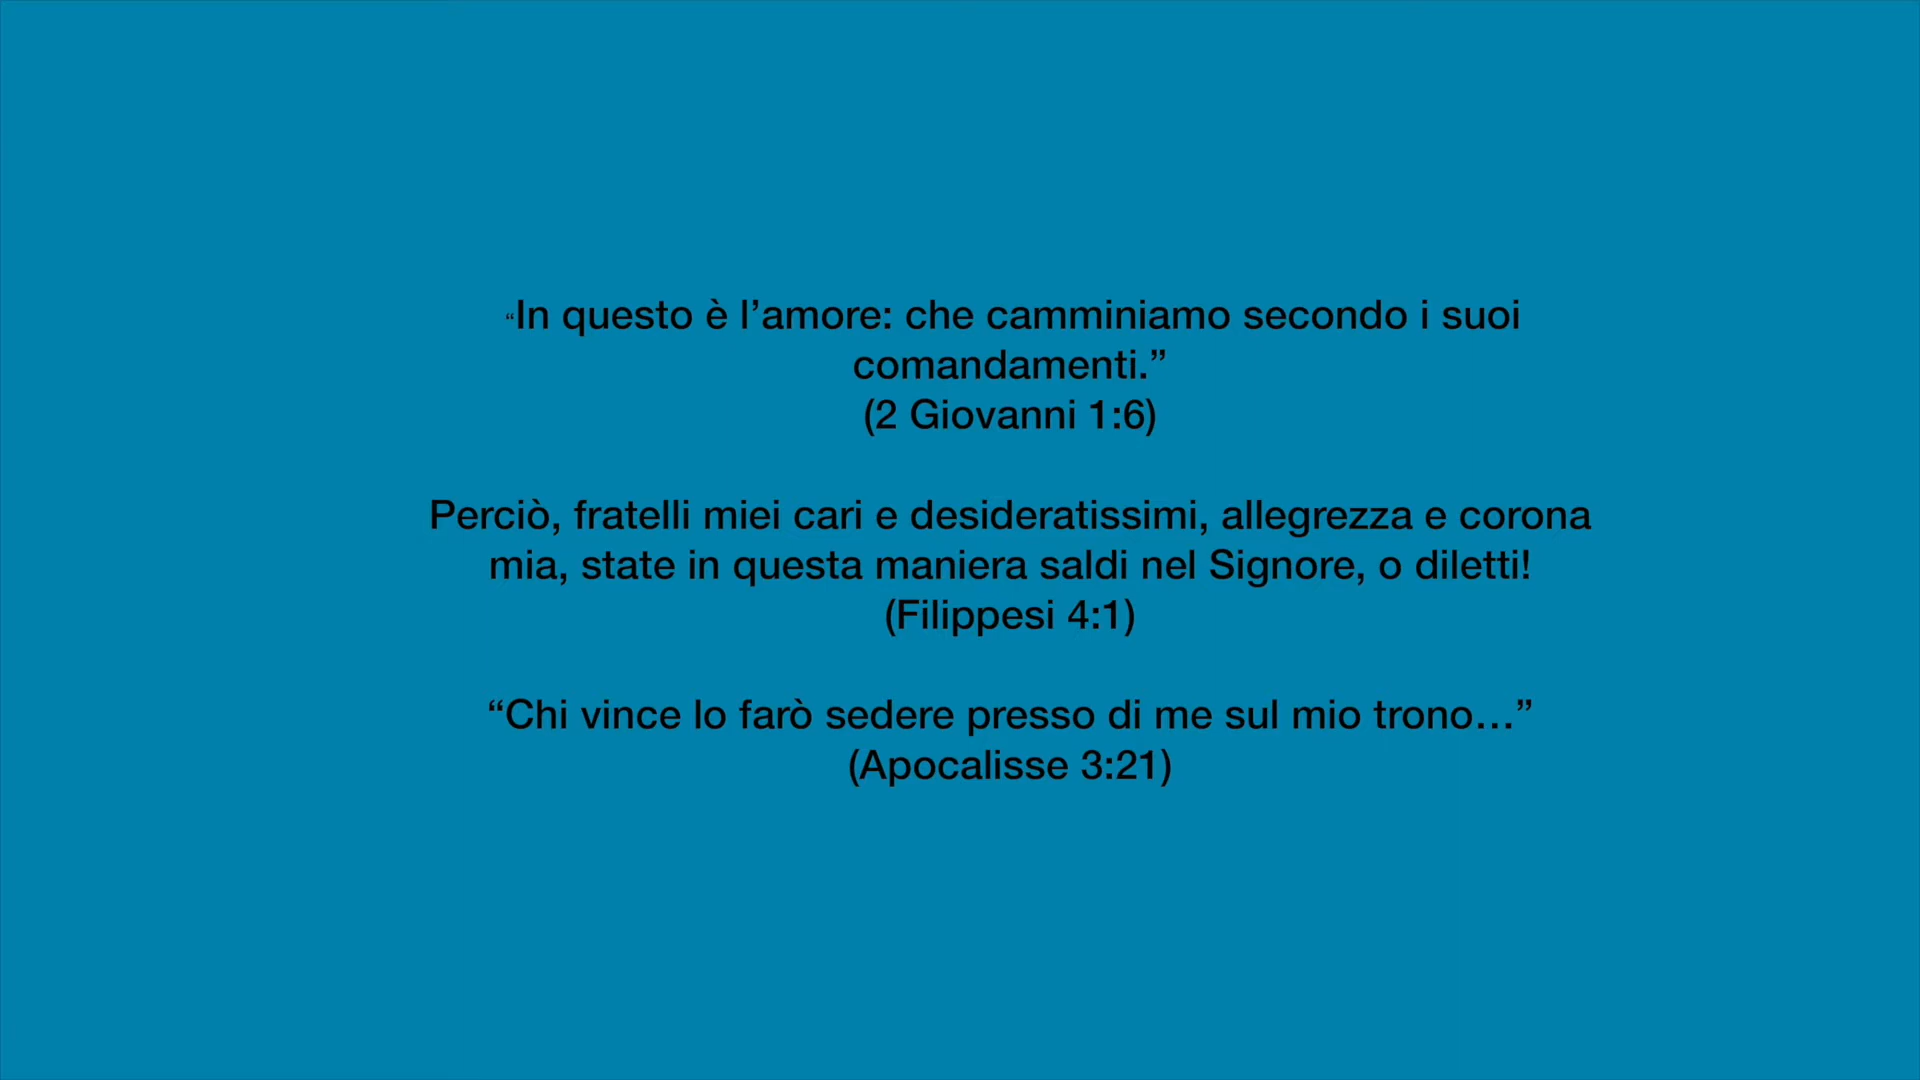 “In questo è l’amore: che camminiamo secondo i suoi
comandamenti.”
(2 Giovanni 1:6)
Perciò, fratelli miei cari e desideratissimi, allegrezza e corona
mia, state in questa maniera saldi nel Signore, o diletti!
(Filippesi 4:1)
“Chi vince lo farò sedere presso di me sul mio trono…”
(Apocalisse 3:21)